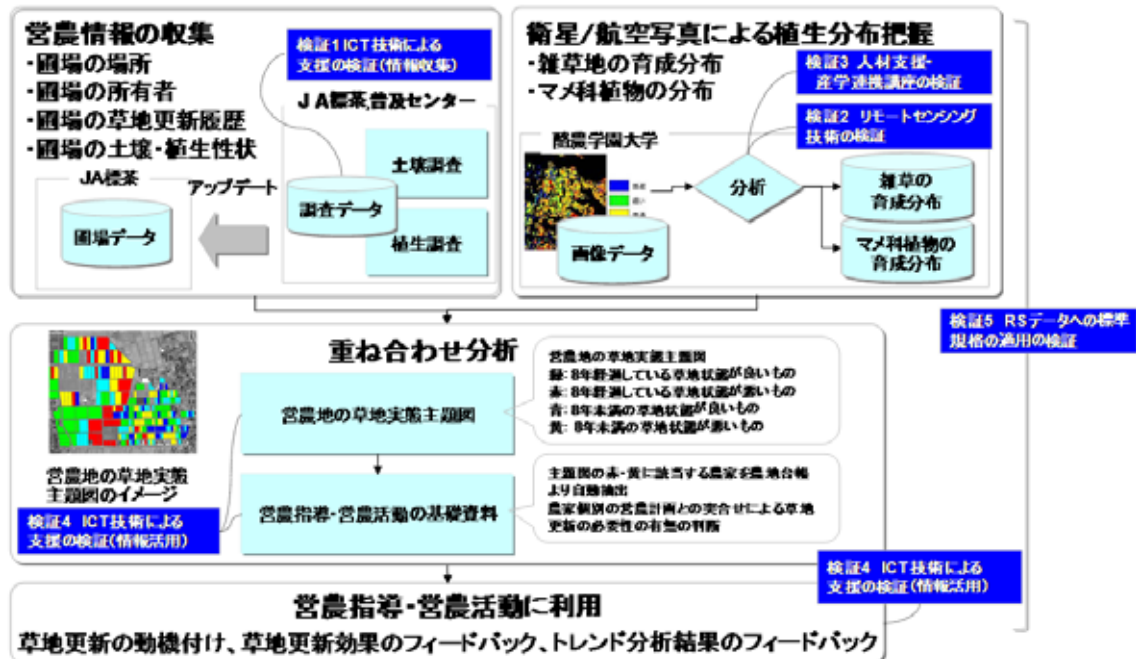 営農情報の収集
・圃場の場所
・圃場の所有者
・圃場の草地更新履歴
・圃場の土壌・植生性状
検証1 ICT技術による
支援の検証(情報収集)
JA標茶,普及センター
土壌調査
調査データ
植生調査
アップデート
JA標茶
圃場データ
衛星/航空写真による植生分布把握
・雑草地の育成分布
・マメ科植物の分布
検証3 人材支援・
産学連携講座の検証
検証2 リモートセンシング
技術の検証
酪農学園大学
画像データ
分析
雑草の
育成分布
マメ科植物の
育成分布
検証5 RSデータへの標準
規格の適用の検証
重ね合わせ分析
営農地の草地実態主題図
営農地の草地実態主題図
緑: 8年経過している草地状態が良いもの
赤: 8年経過している草地状態が悪いもの
青: 8年未満の草地状態が良いもの
黄: 8年未満の草地状態が悪いもの
営農地の草地実態
主題図のイメージ
検証4 ICT技術による
支援の検証(情報活用)
営農指導・営農活動の基礎資料
主題図の赤・黄に該当する農家を農地台帳
より自動抽出
農家個別の営農計画との突合せによる草地
更新の必要性の有無の判断
検証4 ICT技術による
支援の検証(情報活用)
営農指導・営農活動に利用
草地更新の動機付け、草地更新効果のフィードバック、トレンド分析結果のフィードバック